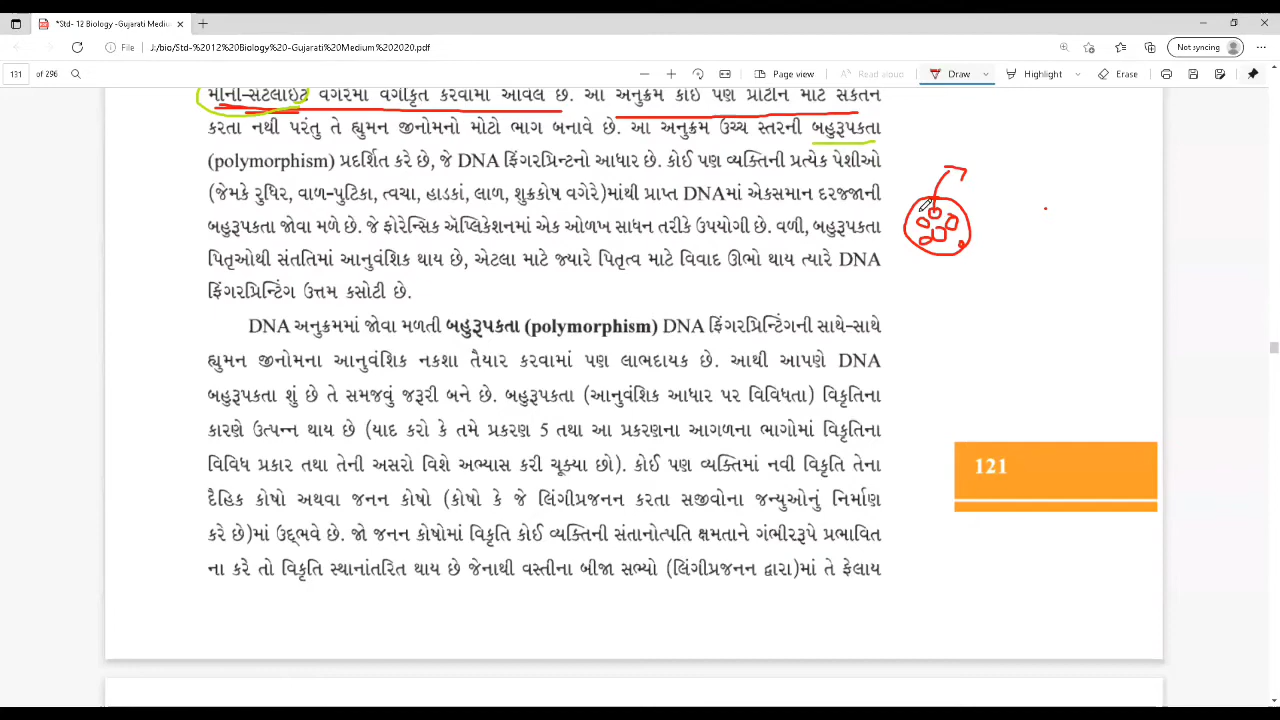 *Std- 12 Biology -Gujarati Mediu
File J:/bio/Std-%2012%20Biology%20-Gujarati%20Medium%202020.pdf Not syncing
131 of 296 Page view Read aloud Draw Highlight Erase
મીની-સેટેલાઇટ વગેરેમાં વર્ગીકૃત કરવામાં આવેલ છે. આ અનુક્રમ કોઈ પણ પ્રોટીન માટે સંકેતન
કરતા નથી પરંતુ તે હ્યુમન જીનોમનો મોટો ભાગ બનાવે છે. આ અનુક્રમ ઉચ્ચ સ્તરની બહુરૂપકતા
(polymorphism) પ્રદર્શિત કરે છે, જે DNA ફિંગરપ્રિન્ટનો આધાર છે. કોઈ પણ વ્યક્તિની પ્રત્યેક પેશીઓ
(જેમકે રુધિર, વાળ-પુટિકા, ત્વચા, હાડકાં, લાળ, શુક્રકોષ વગેરે)માંથી પ્રાપ્ત DNAમાં એકસમાન દરજ્જાની
બહુરૂપકતા જોવા મળે છે. જે ફોરેન્સિક ઍપ્લિકેશનમાં એક ઓળખ સાધન તરીકે ઉપયોગી છે. વળી, બહુરૂપકતા
પિતૃઓથી સંતતિમાં આનુવંશિક થાય છે, એટલા માટે જ્યારે પિતૃત્વ માટે વિવાદ ઊભો થાય ત્યારે DNA
ફિંગરપ્રિન્ટિંગ ઉત્તમ કસોટી છે.
DNA અનુક્રમમાં જોવા મળતી બહુરૂપકતા (polymorphism) DNA ફિંગરપ્રિન્ટિંગની સાથે-સાથે
હ્યુમન જીનોમના આનુવંશિક નકશા તૈયાર કરવામાં પણ લાભદાયક છે. આથી આપણે DNA
બહુરૂપકતા શું છે તે સમજવું જરૂરી બને છે. બહુરૂપકતા (આનુવંશિક આધાર પર વિવિધતા) વિકૃતિના
કારણે ઉત્પન્ન થાય છે (યાદ કરો કે તમે પ્રકરણ 5 તથા આ પ્રકરણના આગળના ભાગોમાં વિકૃતિના
વિવિધ પ્રકાર તથા તેની અસરો વિશે અભ્યાસ કરી ચૂક્યા છો). કોઈ પણ વ્યક્તિમાં નવી વિકૃતિ તેના
દૈહિક કોષો અથવા જનન કોષો (કોષો કે જે લિંગીપ્રજનન કરતા સજીવોના જન્યુઓનું નિર્માણ
કરે છે)માં ઉદ્ભવે છે. જો જનન કોષોમાં વિકૃતિ કોઈ વ્યક્તિની સંતાનોત્પતિ ક્ષમતાને ગંભીરરૂપે પ્રભાવિત
ના કરે તો વિકૃતિ સ્થાનાંતરિત થાય છે જેનાથી વસ્તીના બીજા સભ્યો (લિંગીપ્રજનન દ્વારા)માં તે ફેલાય
121